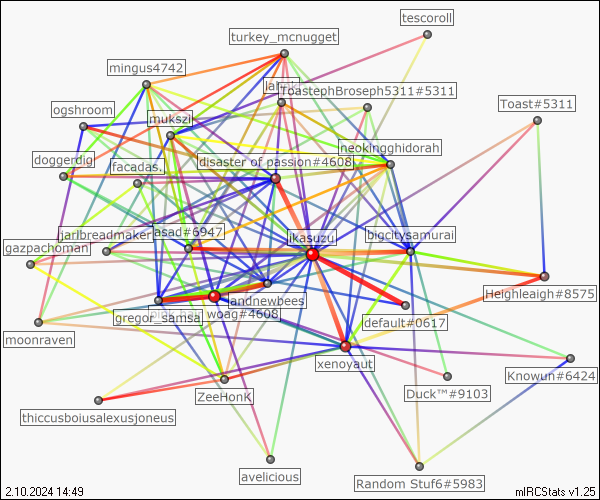 tescoroll
turkey_mcnugget
mingus4742
ToastephBroseph5311#5311
Toast#5311
ogshroom
mukszi
neokingghidorah
doggerdig
facadas.
disaster of passion#4608
jarlbreadmaker
asad#6947
ikasuzu
bigcitysamurai
gazpachoman
Heighleigh#8575
landnewbees
woag#4608
gregor_samsa
default#0617
moonraven
xenoyaut
Knowun#6424
ZeeHonk
Duck™#9103
thiccusboiusalexusjoneus
avelicious
Random Stuf6#5983
2.10.2024 14:49
mIRCStats v1.25